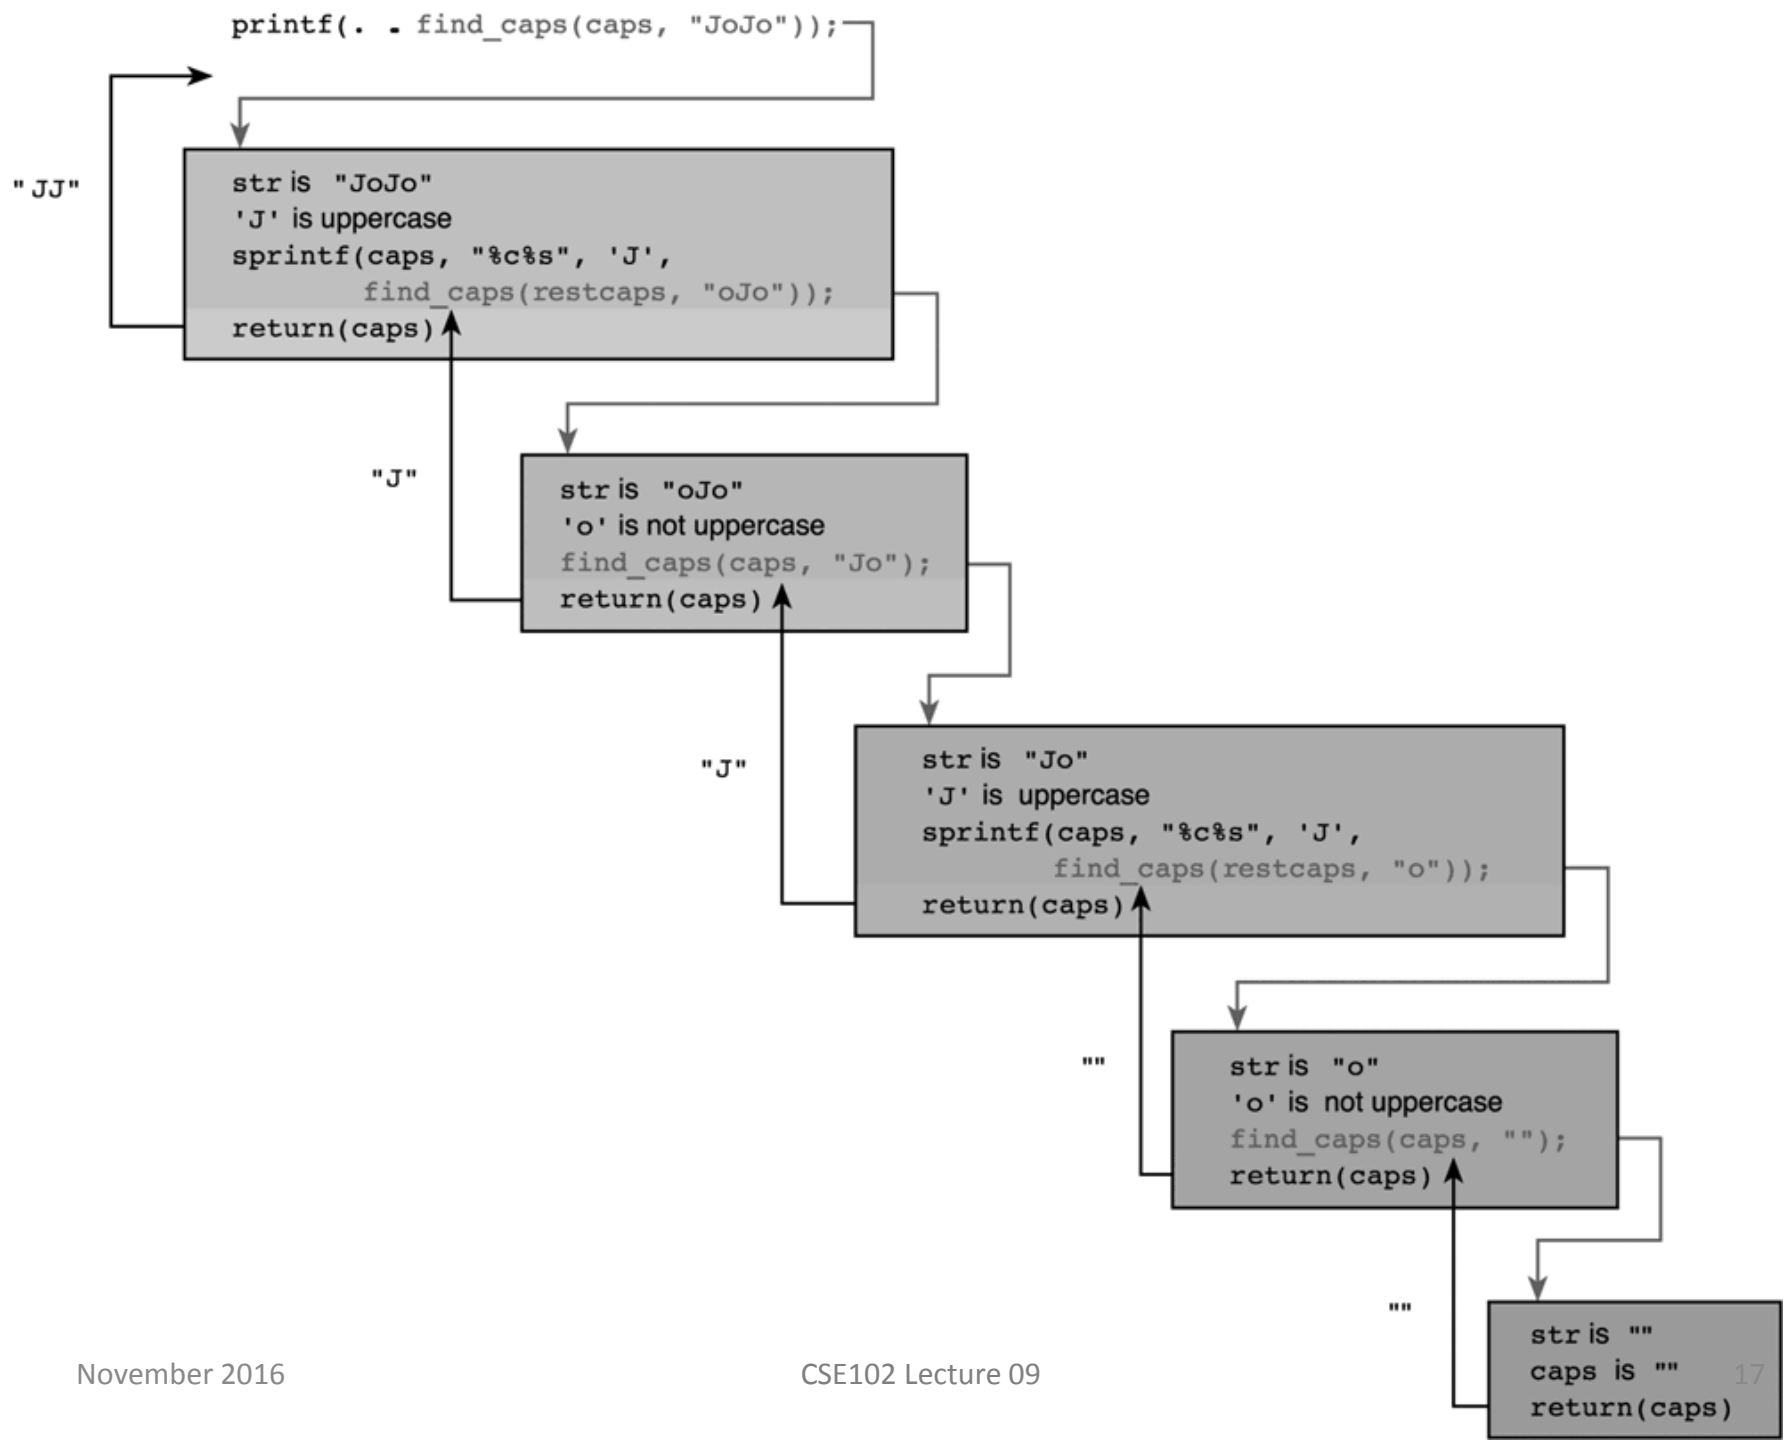 printf(. . find_caps(caps, "JoJo"));
"JJ"
str is "JoJo"
'J' is uppercase
sprintf(caps, "%c%s", 'J',
find_caps(restcaps, "oJo"));
return(caps)
"J"
str is "oJo"
'o' is not uppercase
find_caps(caps, "Jo");
return(caps)
"J"
str is "Jo"
'J' is uppercase
sprintf(caps, "%c%s", 'J',
find_caps(restcaps, "o"));
return(caps)
""
str is "o"
'o' is not uppercase
find_caps(caps, "");
return(caps)
""
str is ""
caps is ""
return(caps)
November 2016
CSE102 Lecture 09
17